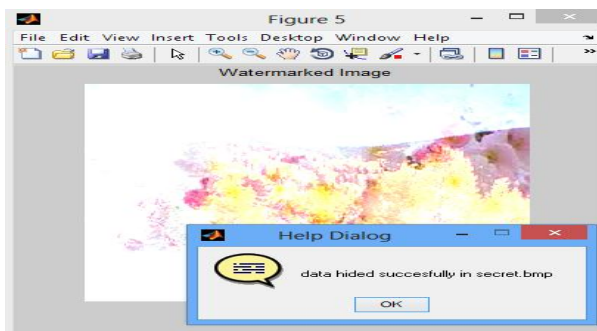 Figure 5
File Edit View Insert Tools Desktop Window Help
Watermarked Image
Help Dialog
data hided succesfully in secret.bmp
OK